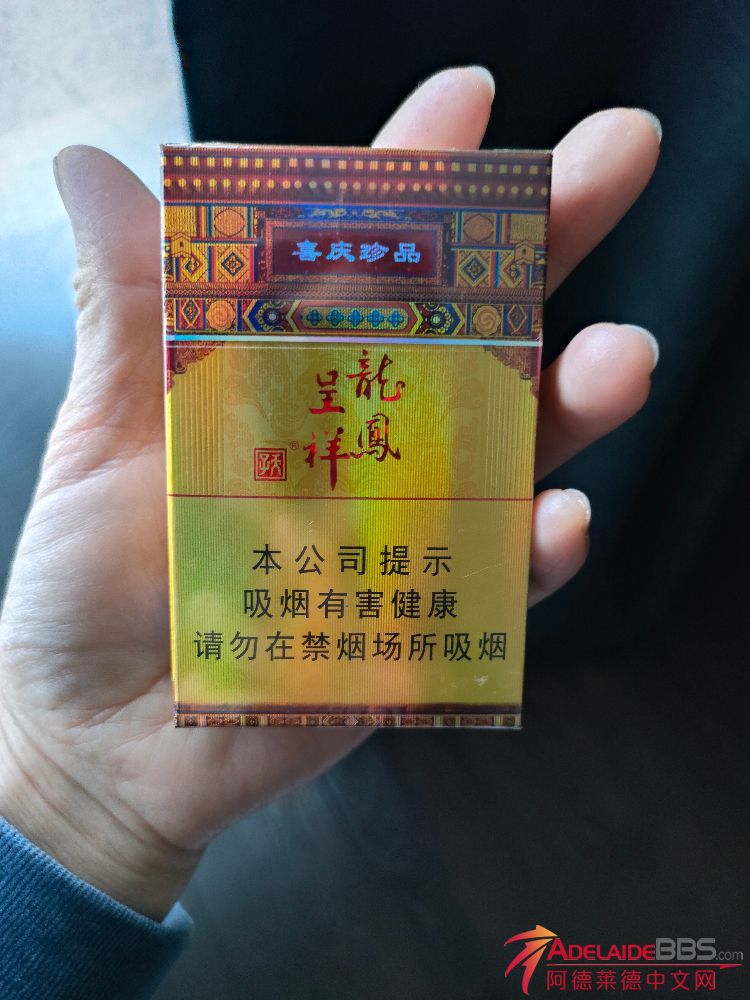 喜庆珍品
龍鳳
呈祥
®
本公司提示
吸烟有害健康
请勿在禁烟场所吸烟
ADELAIDEBBS.com
阿德莱德中文网